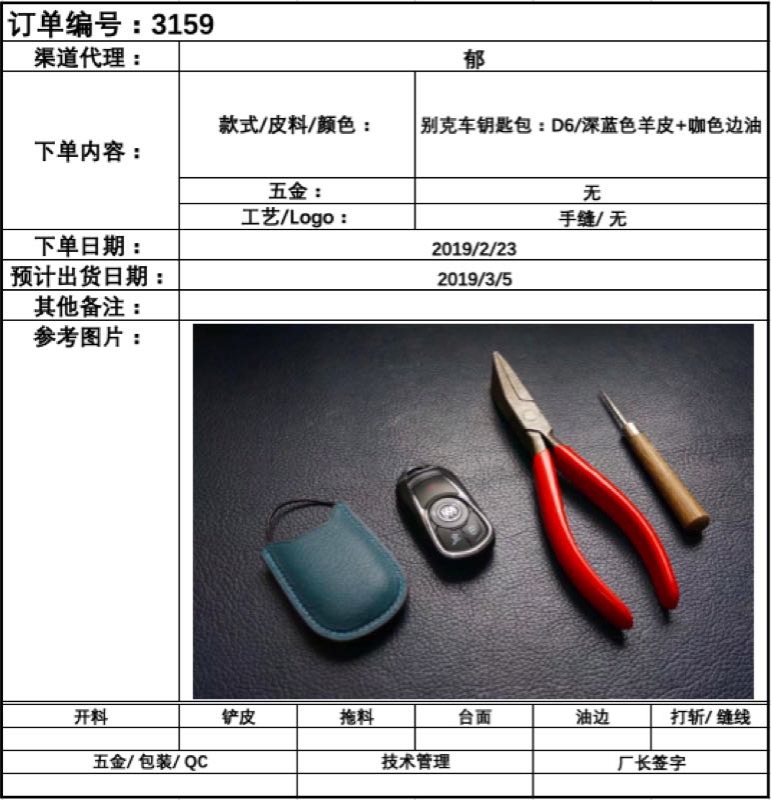 订单编号：3159
渠道代理： 郁
下单内容： 款式/皮料/颜色： 别克车钥匙包：D6/深蓝色羊皮+咖色边油
五金： 无
工艺/Logo： 手缝/ 无
下单日期： 2019/2/23
预计出货日期： 2019/3/5
其他备注：
参考图片：
开料 铲皮 拖料 台面 油边 打斩/ 缝线
五金/ 包装/ QC 技术管理 厂长签字